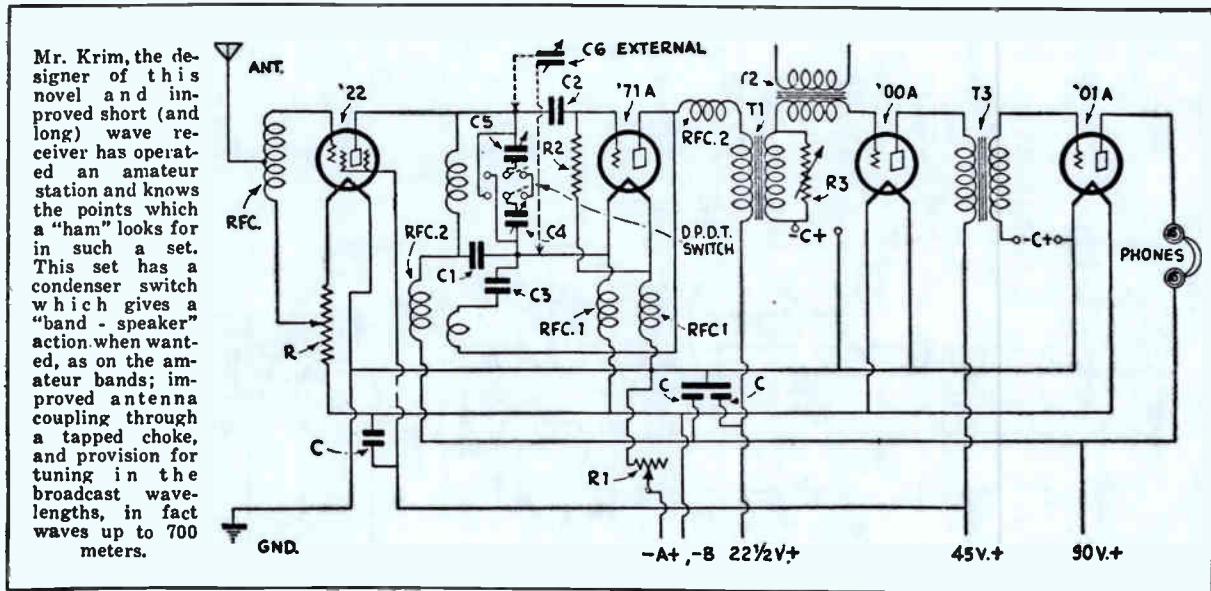 Mr. Krim, the de-
signer of this
novel and im-
proved short (and
long) wave re-
ceiver has operat-
ed an amateur
station and knows
the points which
a "ham" looks for
in such a set.
This set has a
condenser switch
which gives a
"band - speaker"
action when want-
ed, as on the am-
ateur bands; im-
proved antenna
coupling through
a tapped choke,
and provision for
tuning in the
broadcast wave-
lengths, in fact
waves up to 700
meters.
ANT.
'22
C6 EXTERNAL
C2
'71A
T2
'00A
T3
'01A
C5
R2
RFC.2
T1
R3
RFC.
RFC.2
C1
C4
D.P.D.T.
SWITCH
-C+
-C+
PHONES
C3
R
RFC.1
RFC1
C
C
C
R1
GND.
-A+,-B 22½V.+ 45V.+ 90V.+